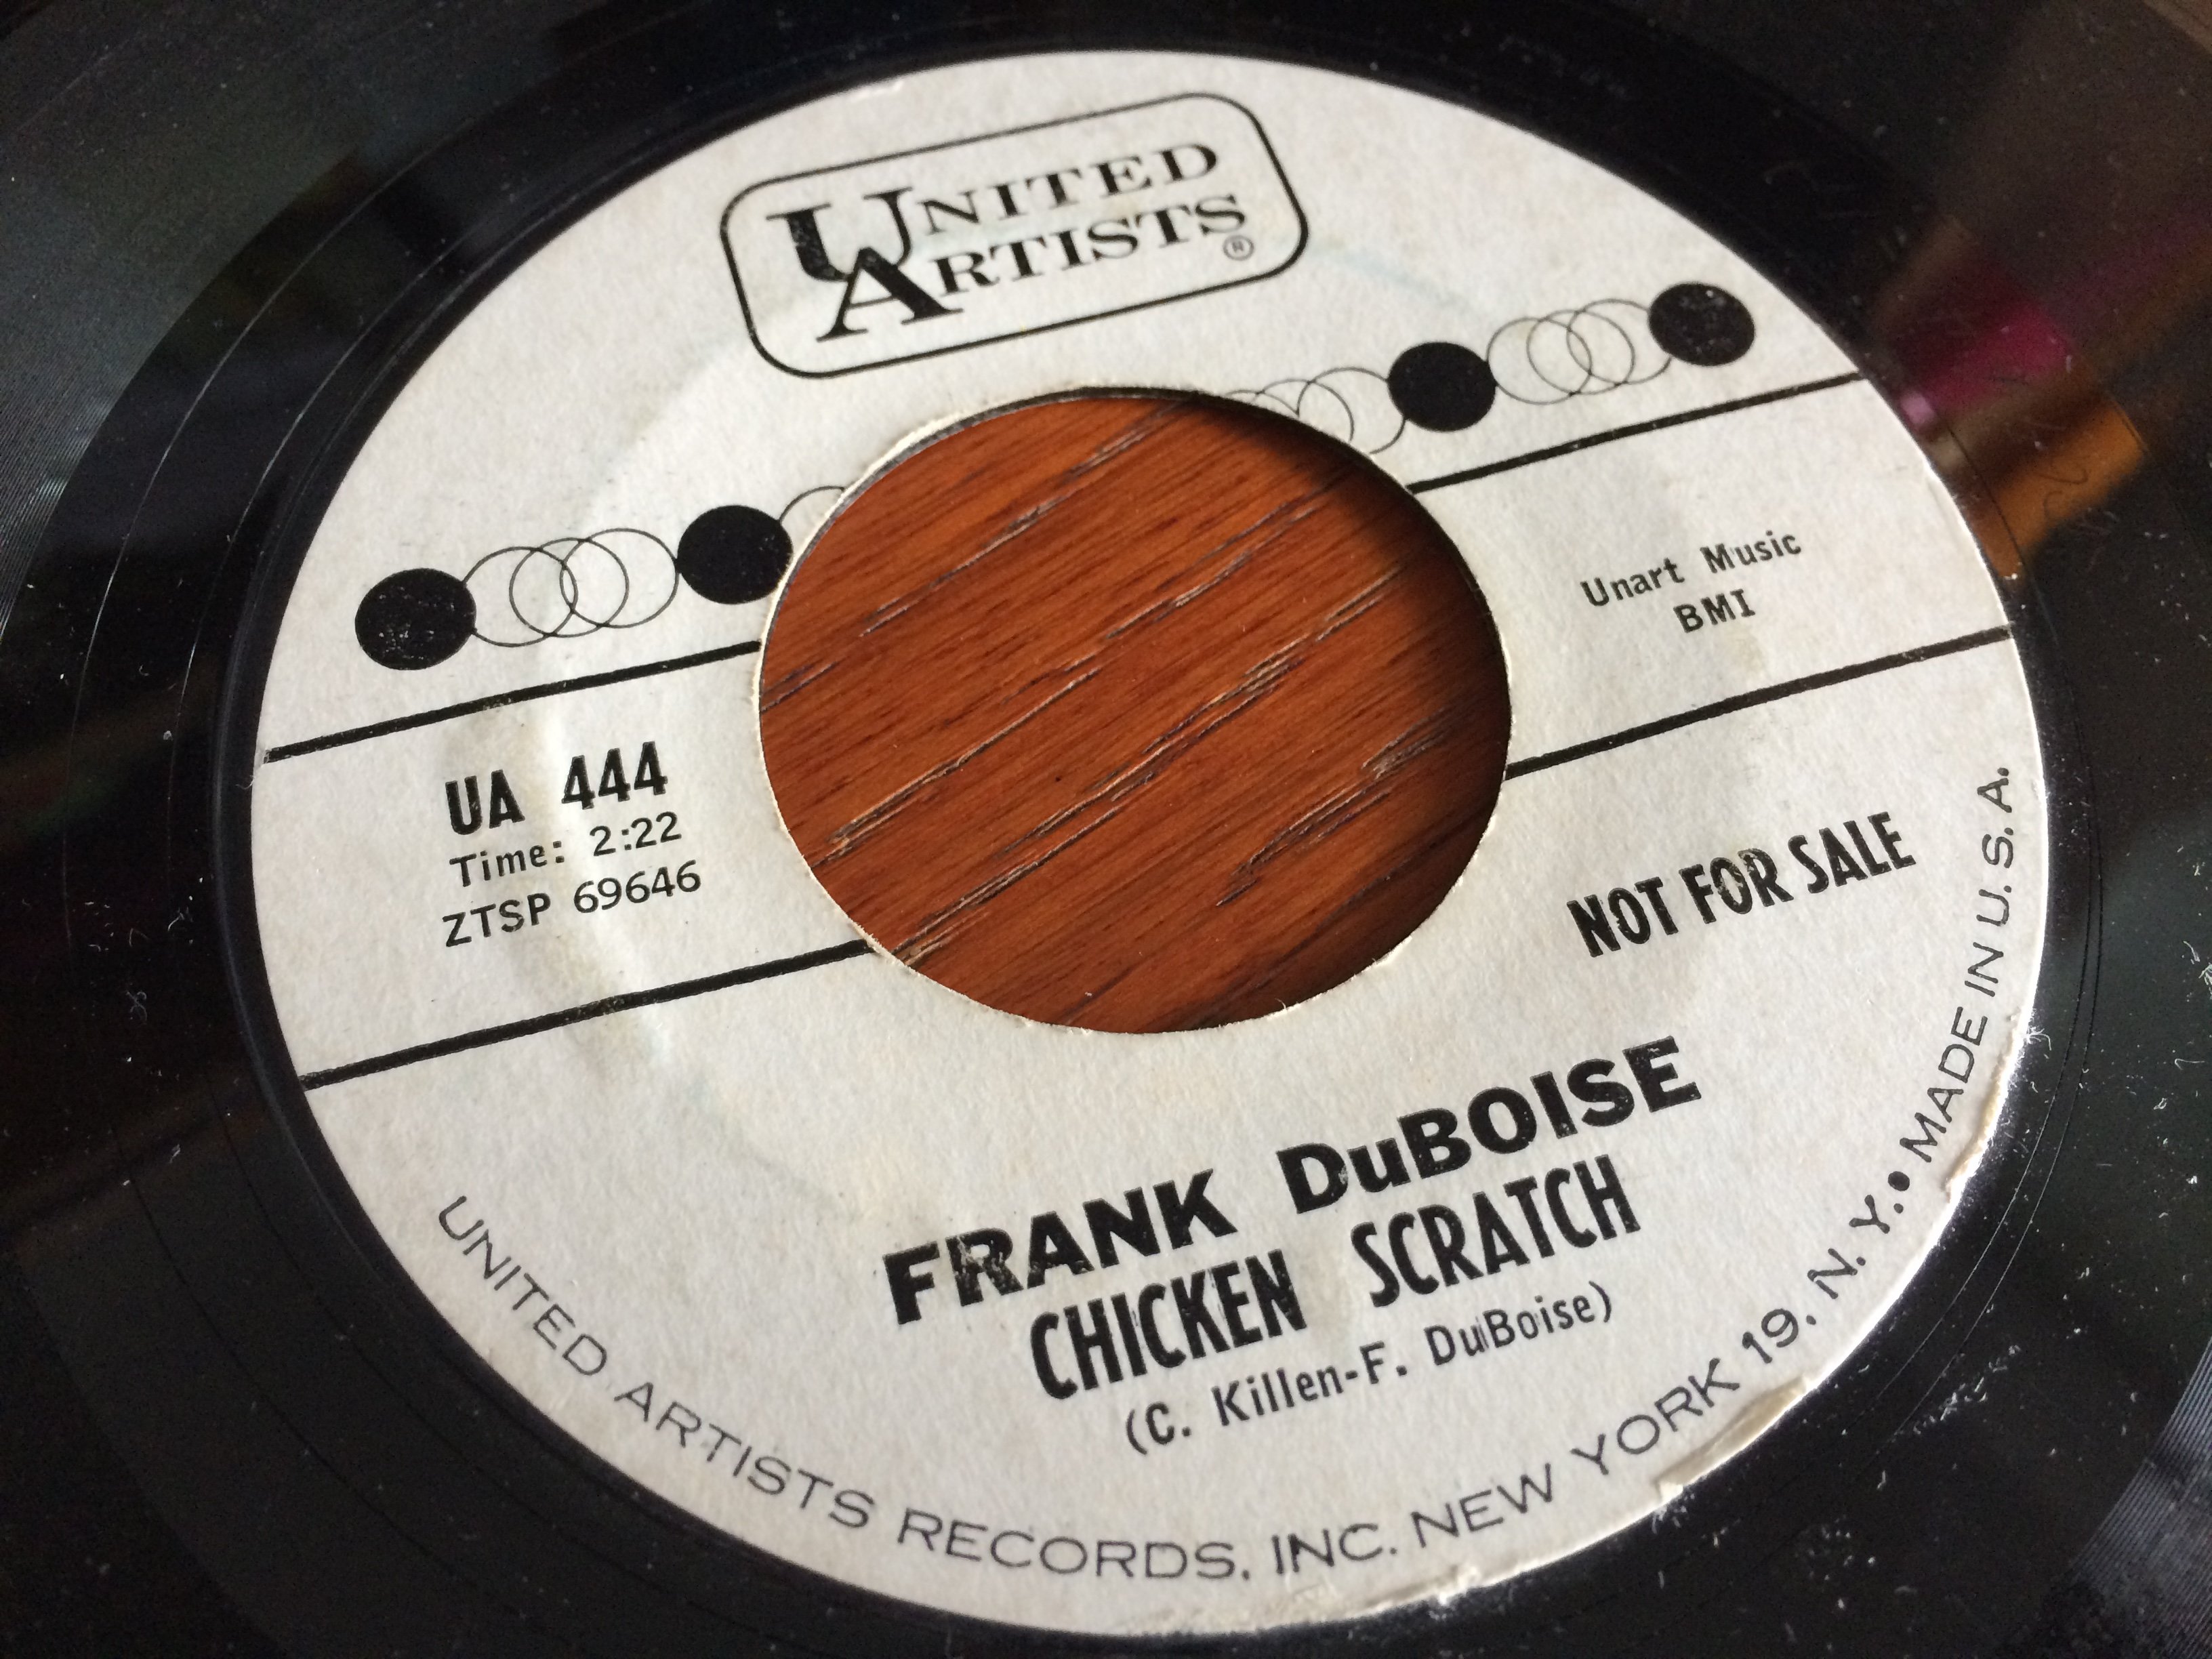 UNITED
ARTISTS®
Unart Music
BMI
UA 444
Time: 2:22
ZTSP 69646
NOT FOR SALE
FRANK DuBOISE
CHICKEN SCRATCH
(C. Killen-F. DuBoise)
UNITED ARTISTS RECORDS, INC. NEW YORK 19, N. Y. • MADE IN U. S. A.